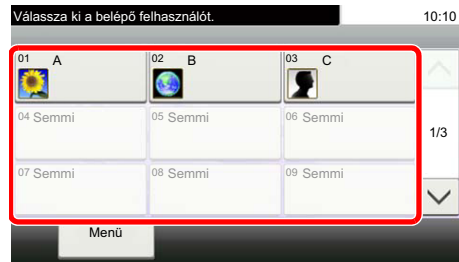 Válassza ki a belépő felhasználót. 10:10
01 A 02 B 03 C
04 Semmi 05 Semmi 06 Semmi
1/3
07 Semmi 08 Semmi 09 Semmi
Menü